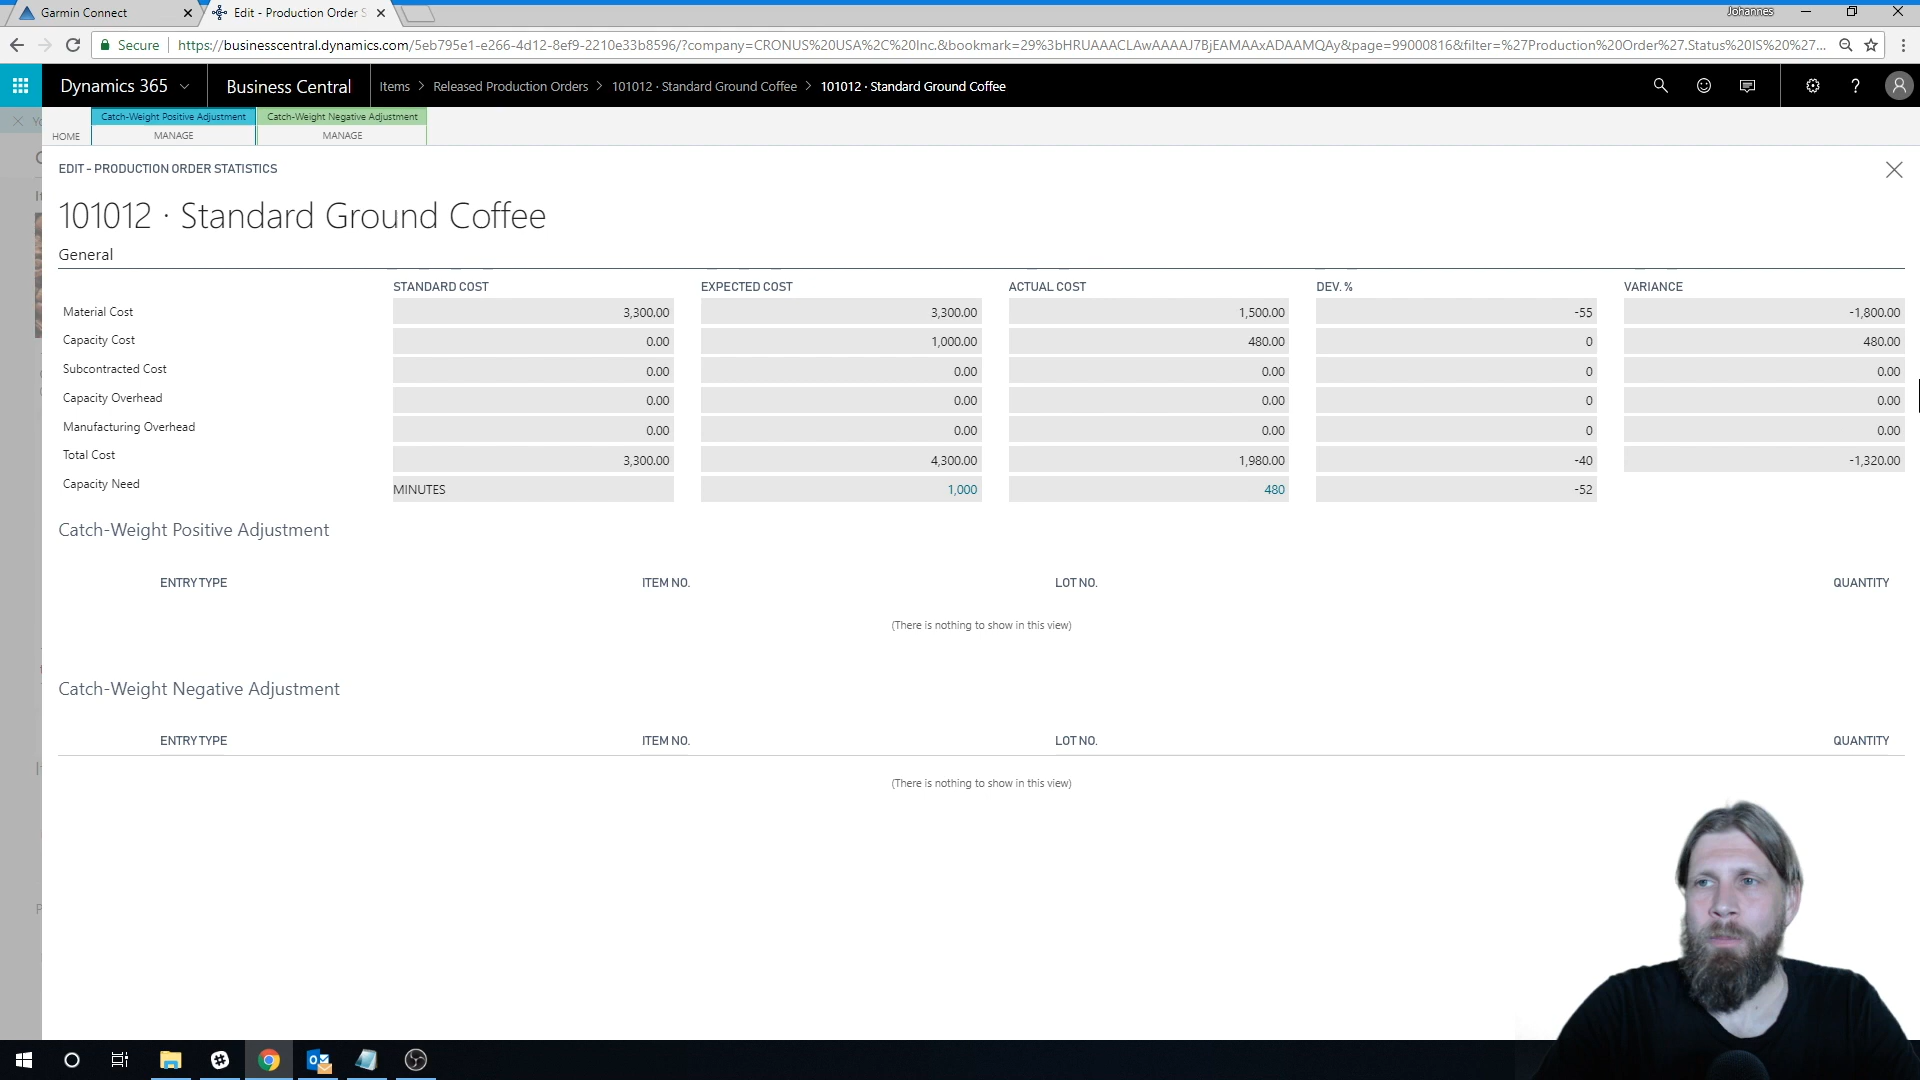 Garmin Connect
Edit - Production Order S
Johannes
Secure
https://businesscentral.dynamics.com/5eb795e1-e266-4d12-8ef9-2210e33b8596/?company=CRONUS%20USA%2C%20Inc.&bookmark=29%3bHRUAAACLAwAAAAJ7BjEAMAAxADAAMQAy&page=99000816&filter=%27Production%20Order%27.Status%20IS%20%27...
Dynamics 365
Business Central
Items > Released Production Orders > 101012 · Standard Ground Coffee > 101012 · Standard Ground Coffee
Catch-Weight Positive Adjustment Catch-Weight Negative Adjustment
HOME MANAGE MANAGE
EDIT - PRODUCTION ORDER STATISTICS
101012 · Standard Ground Coffee
General
STANDARD COST EXPECTED COST ACTUAL COST DEV. % VARIANCE
Material Cost 3,300.00 3,300.00 1,500.00 -55 -1,800.00
Capacity Cost 0.00 1,000.00 480.00 0 480.00
Subcontracted Cost 0.00 0.00 0.00 0 0.00
Capacity Overhead 0.00 0.00 0.00 0 0.00
Manufacturing Overhead 0.00 0.00 0.00 0 0.00
Total Cost 3,300.00 4,300.00 1,980.00 -40 -1,320.00
Capacity Need MINUTES 1,000 480 -52
Catch-Weight Positive Adjustment
ENTRY TYPE ITEM NO. LOT NO. QUANTITY
(There is nothing to show in this view)
Catch-Weight Negative Adjustment
ENTRY TYPE ITEM NO. LOT NO. QUANTITY
(There is nothing to show in this view)